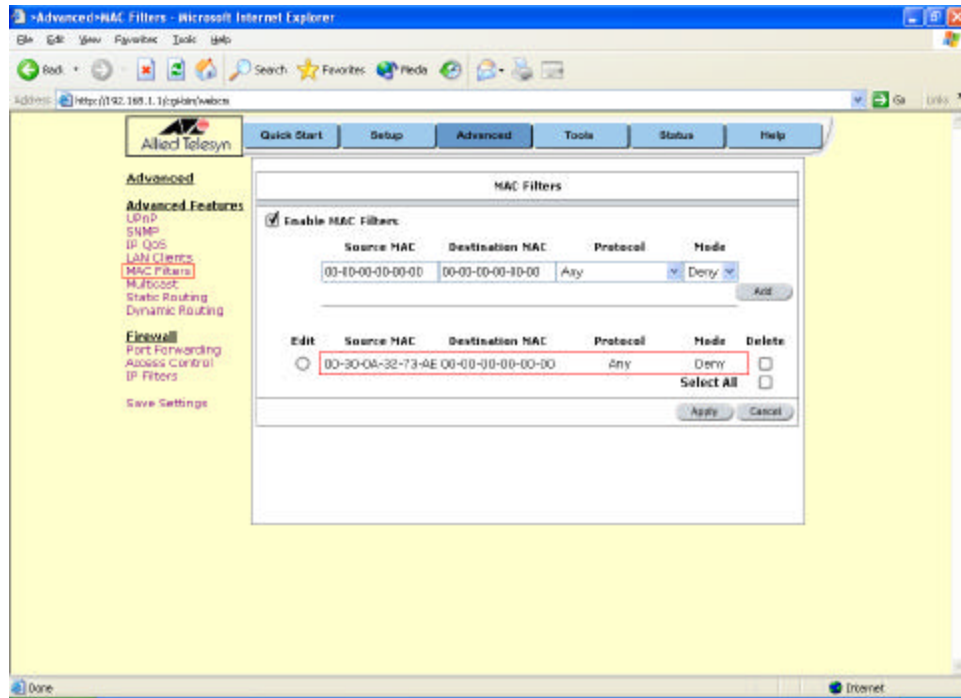 >Advanced>MAC Filters - Microsoft Internet Explorer
File Edit View Favorites Tools Help
Back Search Favorites Media
Address http://192.168.1.1/cgi-bin/webcm Go Links
Allied Telesyn
Quick Start Setup Advanced Tools Status Help
Advanced
Advanced Features
UPnP
SNMP
IP QoS
LAN Clients
MAC Filters
Multicast
Static Routing
Dynamic Routing
Firewall
Port Forwarding
Access Control
IP Filters
Save Settings
MAC Filters
Enable MAC Filters
Source MAC Destination MAC Protocol Mode
00-00-00-00-00-00 00-00-00-00-00-00 Any Deny
Add
Edit Source MAC Destination MAC Protocol Mode Delete
00-30-0A-32-73-AE 00-00-00-00-00-00 Any Deny
Select All
Apply Cancel
Done Internet